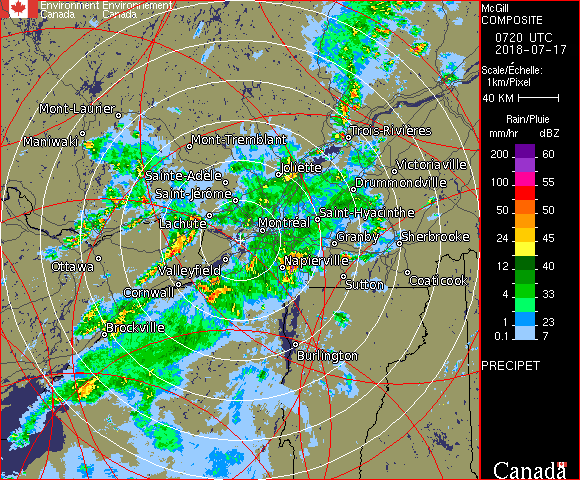 Environment Environnement
Canada Canada
Mont-Laurier
Maniwaki
Mont-Tremblant
Trois-Rivières
Sainte-Adèle
Joliette
Victoriaville
Saint-Jérôme
Drummondville
Lachute
Montréal
Saint-Hyacinthe
Granby
Sherbrooke
Ottawa
Valleyfield
Napierville
Cornwall
Sutton
Coaticook
Brockville
Burlington
McGill
COMPOSITE
0720 UTC
2018-07-17
Scale/Échelle:
1km/Pixel
40 KM
Rain/Pluie
mm/hr dBZ
200 60
100 55
50 50
24 45
12 40
4 33
1 23
0.1 7
PRECIPET
Canada